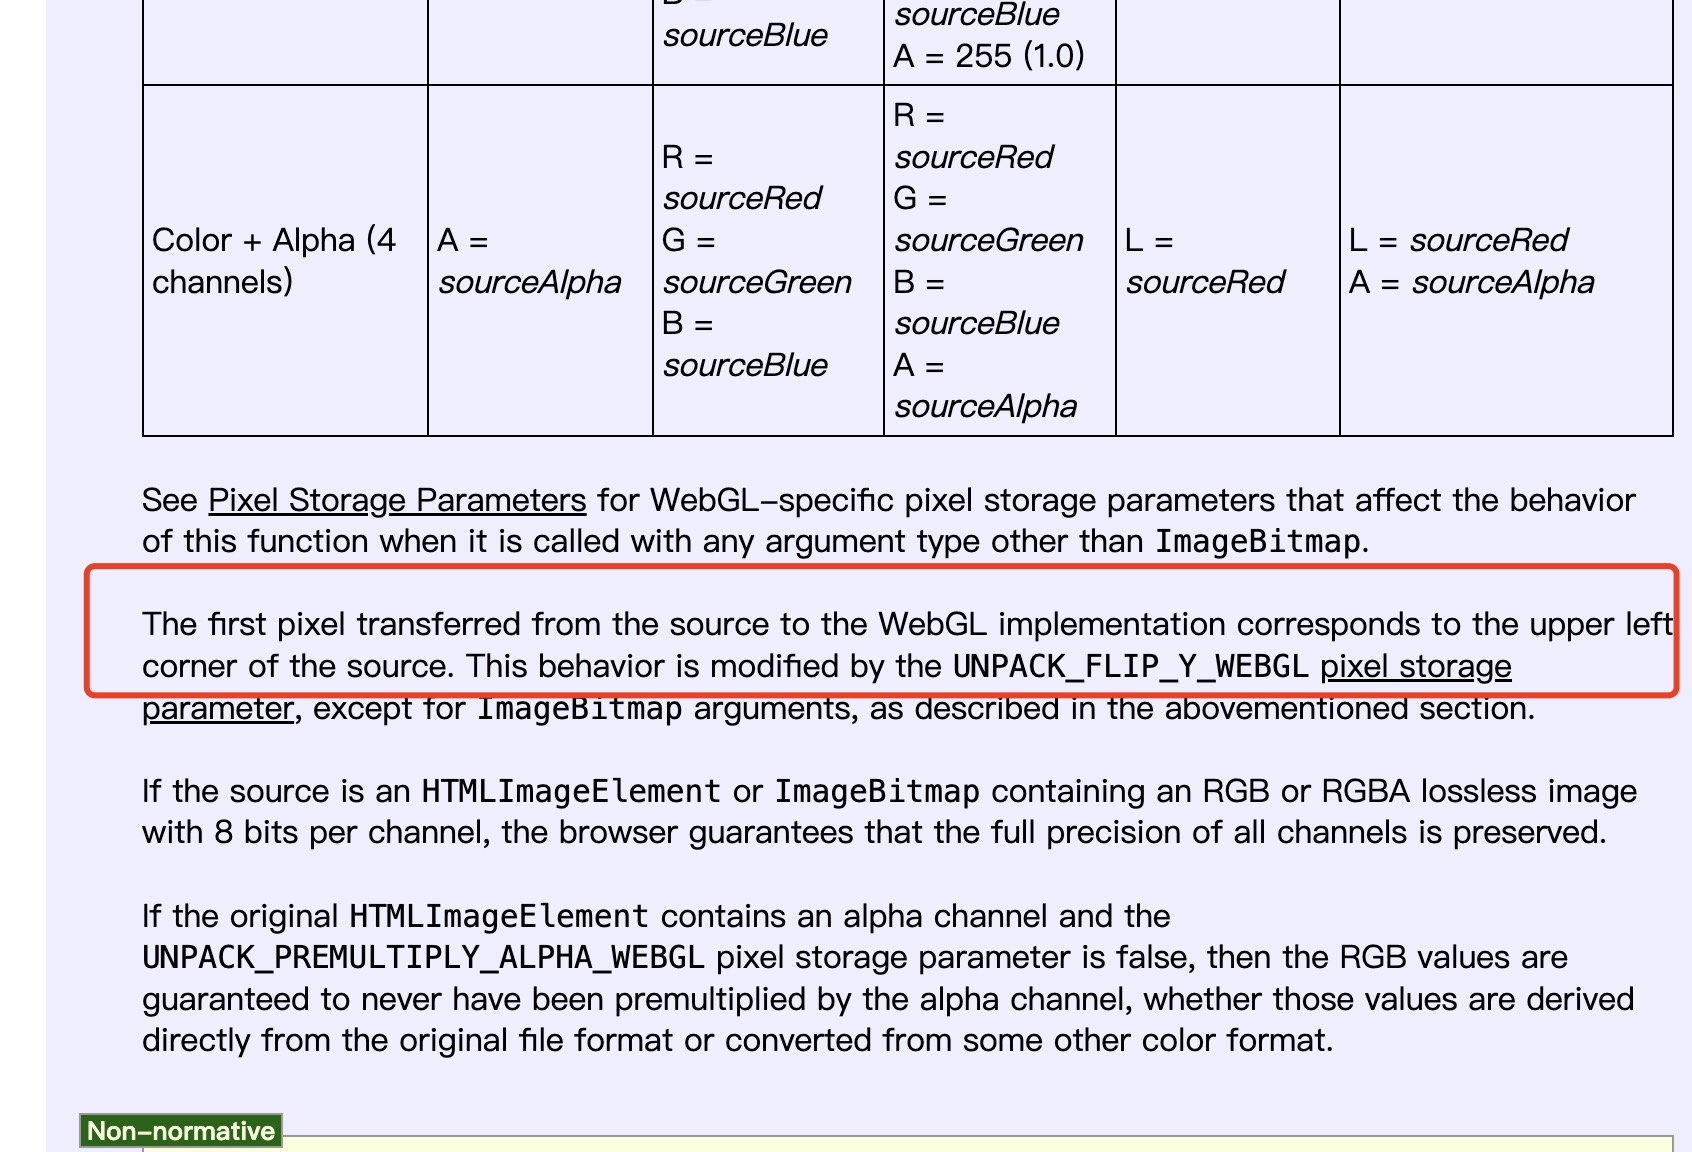 sourceBlue
sourceBlue
A = 255 (1.0)
Color + Alpha (4
channels)
A =
sourceAlpha
R =
sourceRed
G =
sourceGreen
B =
sourceBlue
R =
sourceRed
G =
sourceGreen
B =
sourceBlue
A =
sourceAlpha
L =
sourceRed
L = sourceRed
A = sourceAlpha
See Pixel Storage Parameters for WebGL-specific pixel storage parameters that affect the behavior
of this function when it is called with any argument type other than ImageBitmap.
The first pixel transferred from the source to the WebGL implementation corresponds to the upper left
corner of the source. This behavior is modified by the UNPACK_FLIP_Y_WEBGL pixel storage
parameter, except for ImageBitmap arguments, as described in the abovementioned section.
If the source is an HTMLImageElement or ImageBitmap containing an RGB or RGBA lossless image
with 8 bits per channel, the browser guarantees that the full precision of all channels is preserved.
If the original HTMLImageElement contains an alpha channel and the
UNPACK_PREMULTIPLY_ALPHA_WEBGL pixel storage parameter is false, then the RGB values are
guaranteed to never have been premultiplied by the alpha channel, whether those values are derived
directly from the original file format or converted from some other color format.
Non-normative